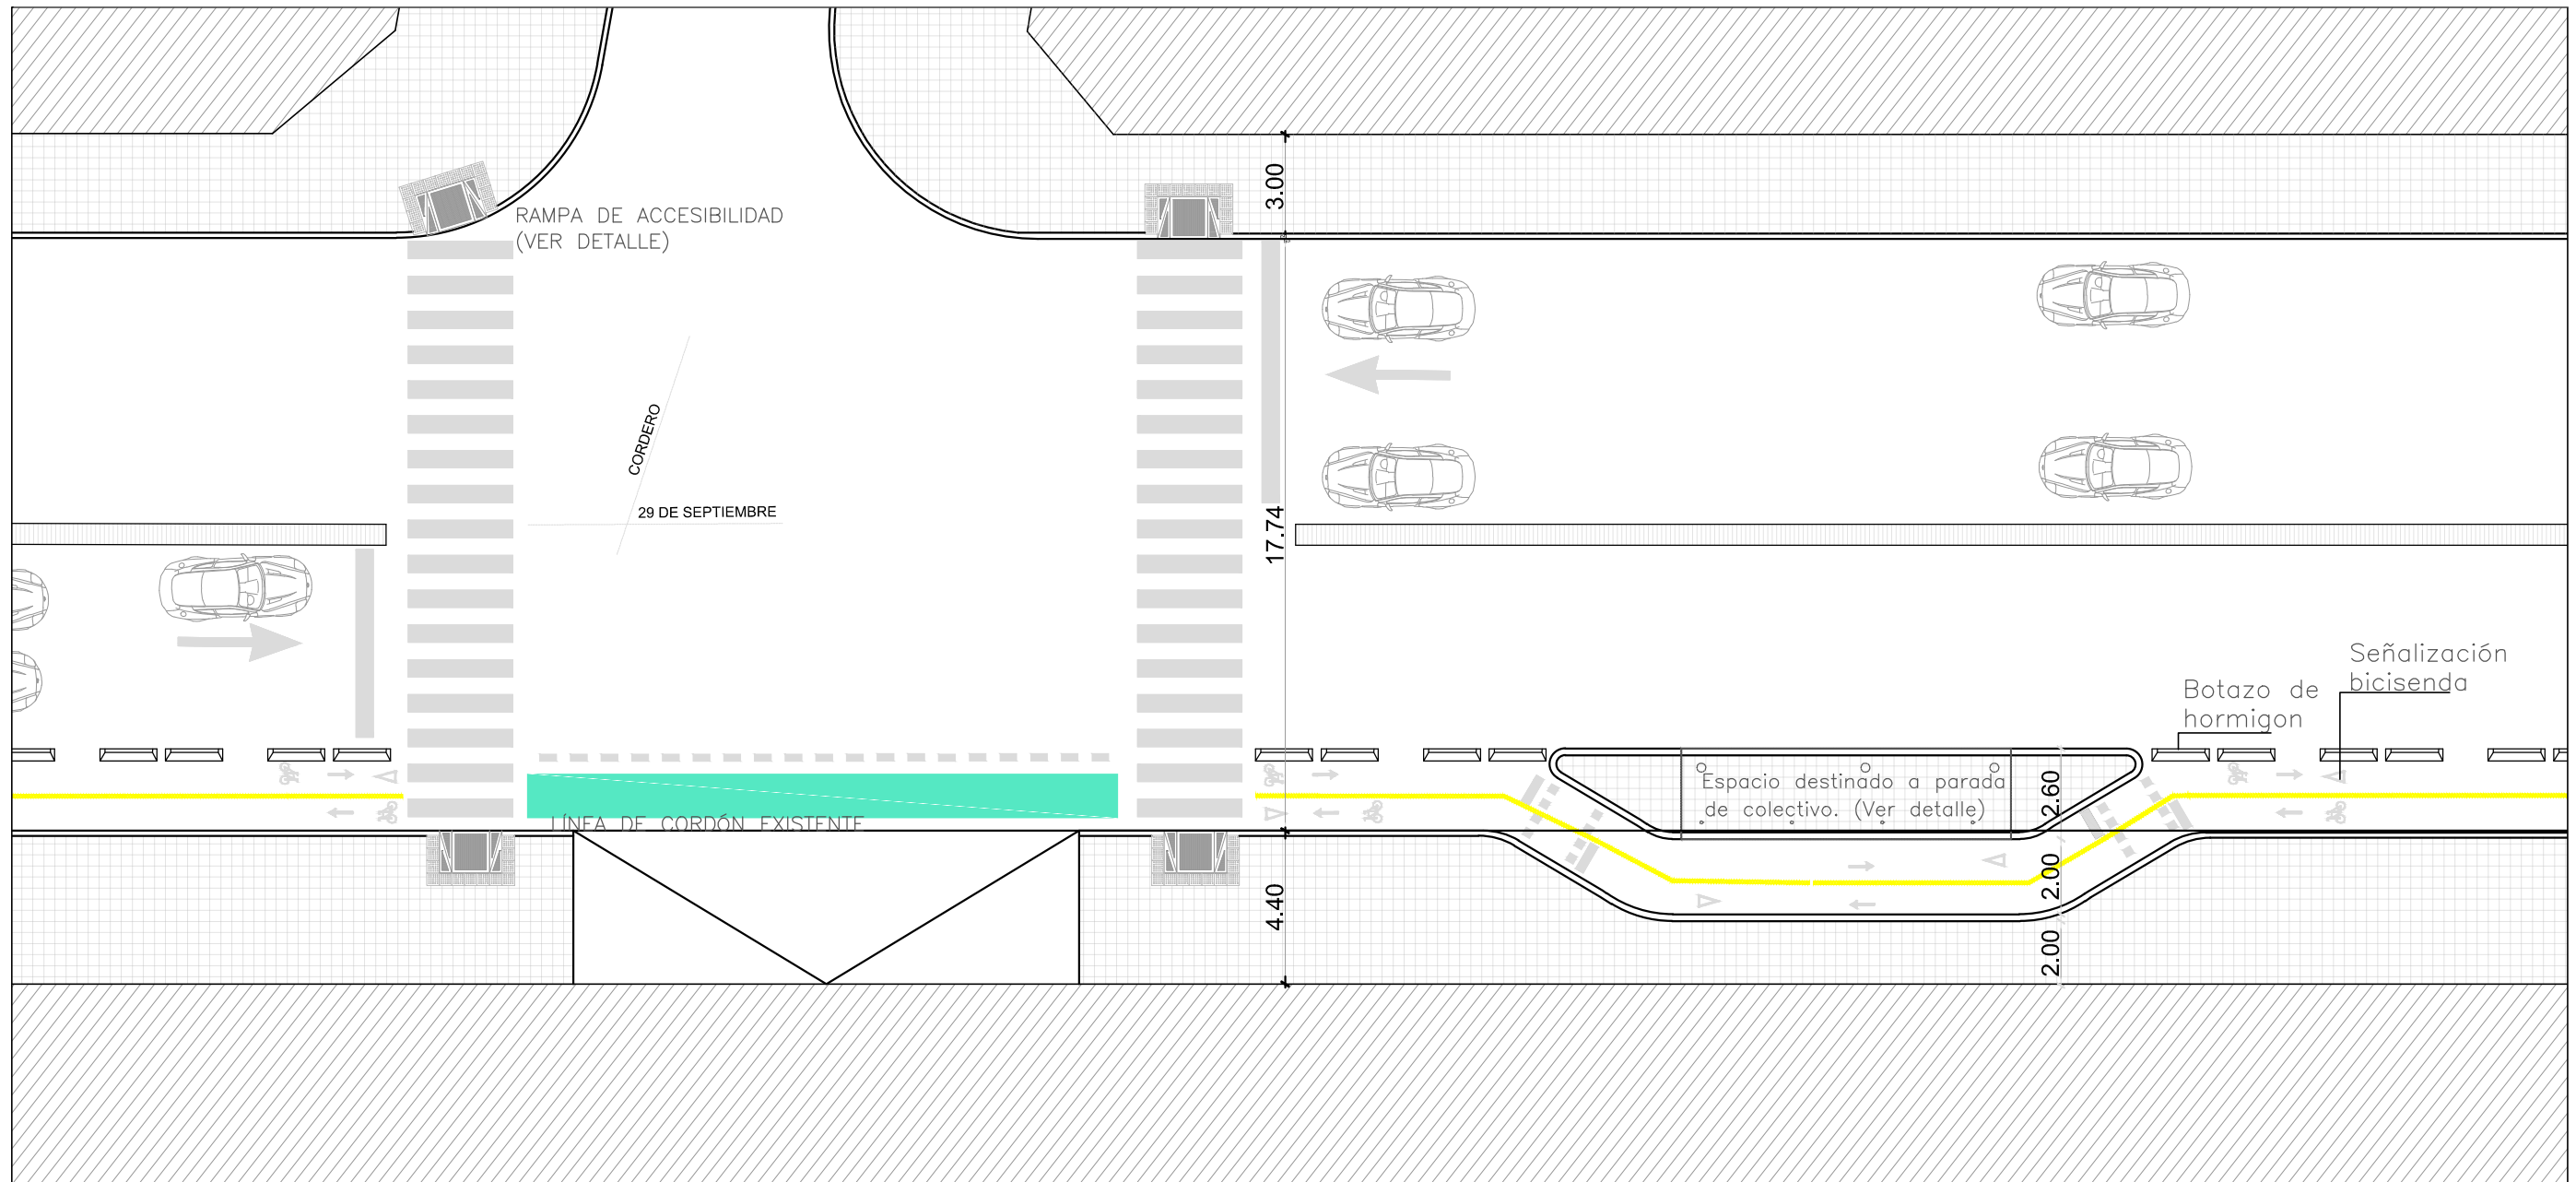 3.00
RAMPA DE ACCESIBILIDAD
(VER DETALLE)
CORDERO
29 DE SEPTIEMBRE
17.74
Señalización
bicisenda
Botazo de
hormigon
Espacio destinado a parada
de colectivo. (Ver detalle)
2.60
LÍNEA DE CORDÓN EXISTENTE
4.40
2.00
2.00